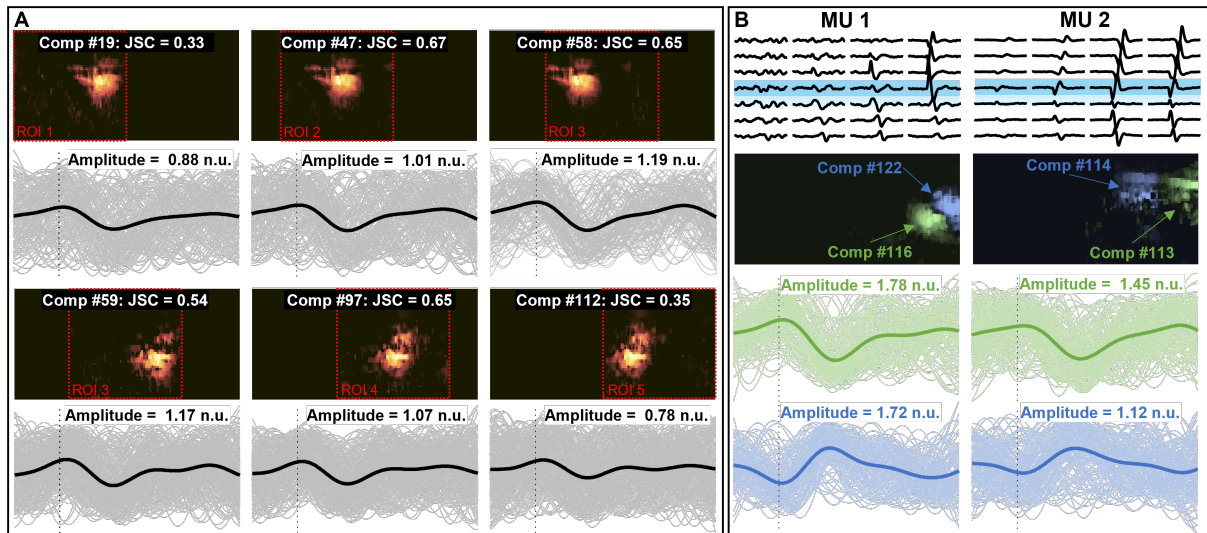 A
Comp #19: JSC = 0.33
Comp #47: JSC = 0.67
Comp #58: JSC = 0.65
ROI 1
ROI 2
ROI 3
Amplitude = 0.88 n.u.
Amplitude = 1.01 n.u.
Amplitude = 1.19 n.u.
Comp #59: JSC = 0.54
Comp #97: JSC = 0.65
Comp #112: JSC = 0.35
ROI 3
ROI 4
ROI 5
Amplitude = 1.17 n.u.
Amplitude = 1.07 n.u.
Amplitude = 0.78 n.u.
B
MU 1
MU 2
Comp #122
Comp #116
Comp #114
Comp #113
Amplitude = 1.78 n.u.
Amplitude = 1.45 n.u.
Amplitude = 1.72 n.u.
Amplitude = 1.12 n.u.